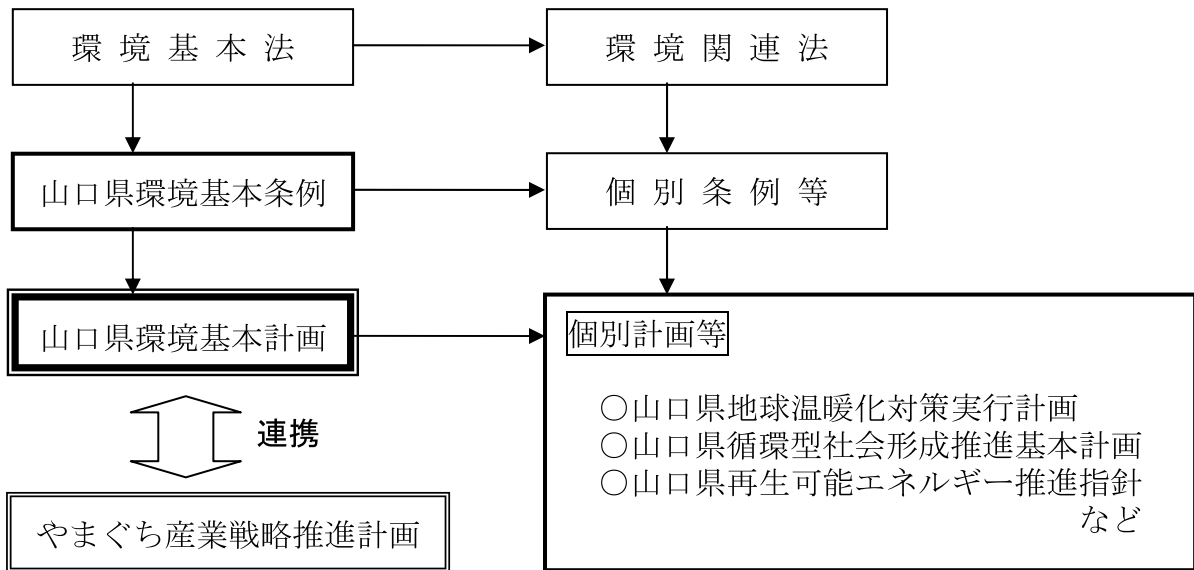 環境基本法
環境関連法
山口県環境基本条例
個別条例等
山口県環境基本計画
個別計画等
○山口県地球温暖化対策実行計画
○山口県循環型社会形成推進基本計画
○山口県再生可能エネルギー推進指針
など
連携
やまぐち産業戦略推進計画